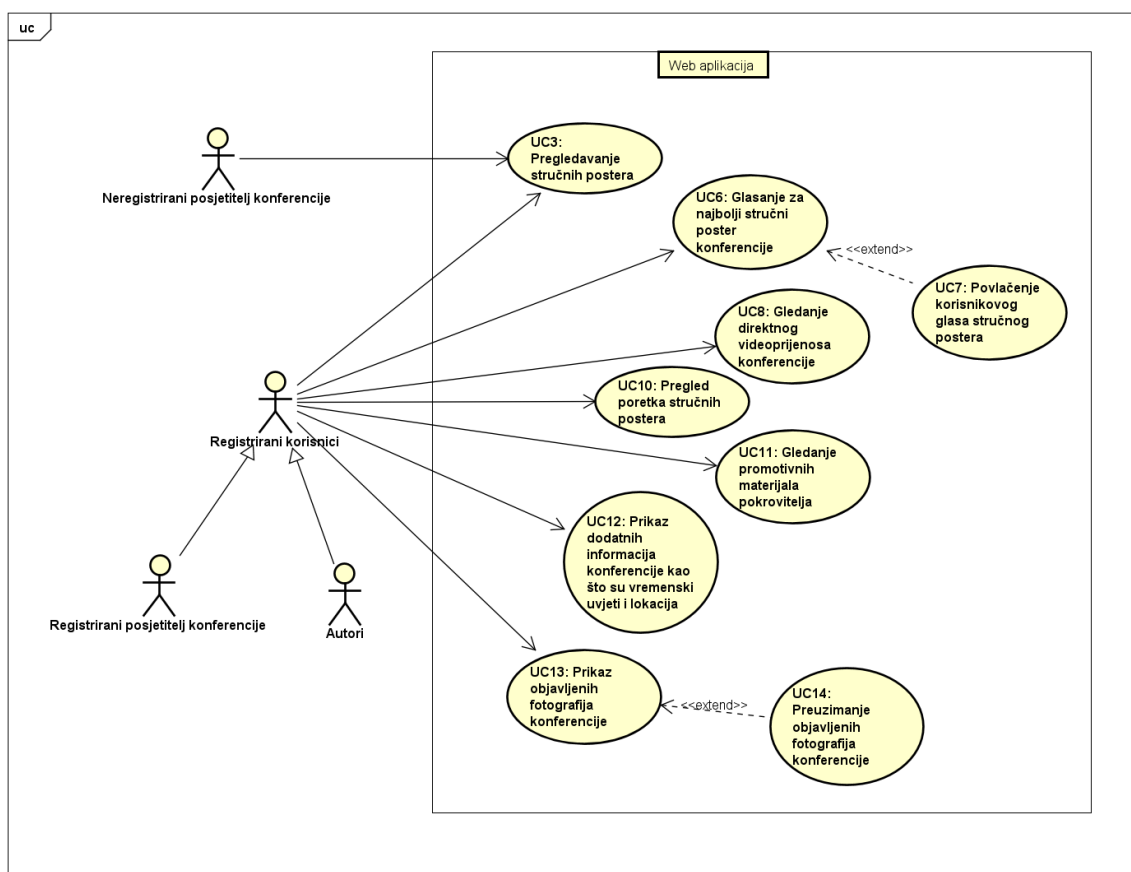 uc
Web aplikacija
UC3:
Pregledavanje
stručnih postera
Neregistrirani posjetitelj konferencije
UC6: Glasanje za
najbolji stručni
poster
konferencije
<<extend>>
UC7: Povlačenje
korisnikovog
glasa stručnog
postera
UC8: Gledanje
direktnog
videoprijenosa
konferencije
UC10: Pregled
poretka stručnih
postera
Registrirani korisnici
UC11: Gledanje
promotivnih
materijala
pokrovitelja
UC12: Prikaz
dodatnih
informacija
konferencije kao
što su vremenski
uvjeti i lokacija
Registrirani posjetitelj konferencije
Autori
UC13: Prikaz
objavljenih
fotografija
konferencije
<<extend>>
UC14:
Preuzimanje
objavljenih
fotografija
konferencije